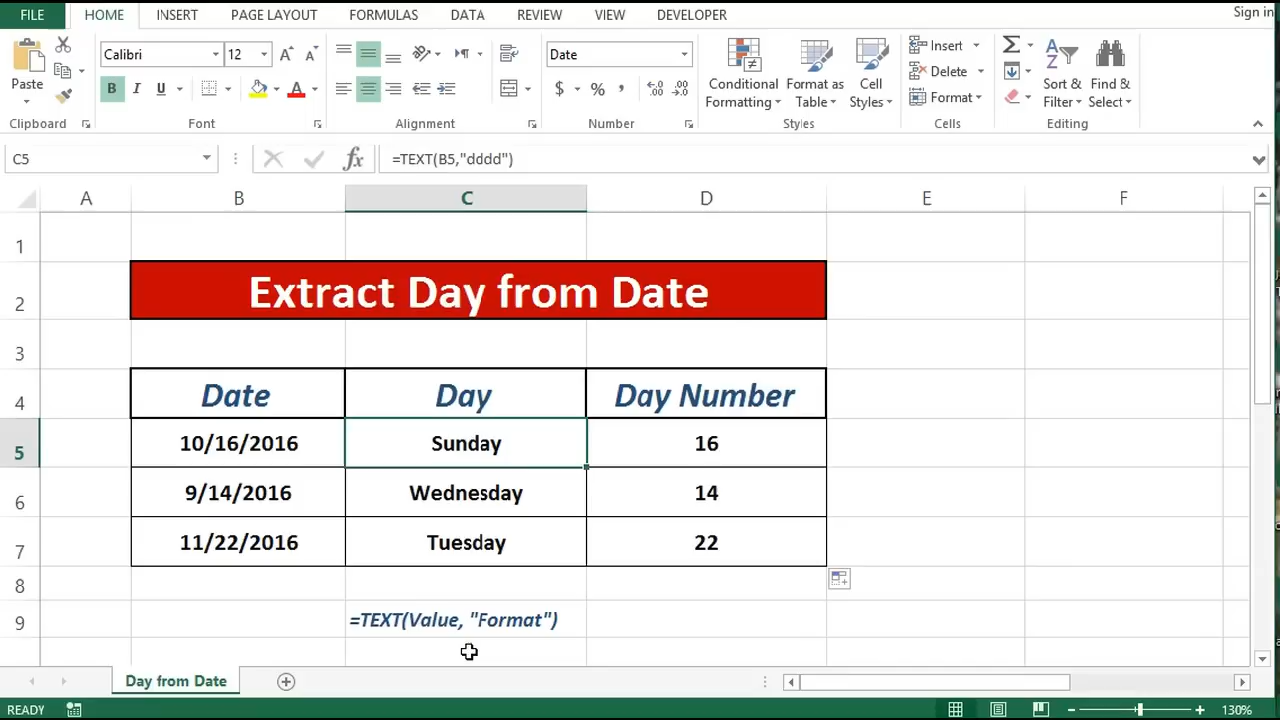 FILE HOME INSERT PAGE LAYOUT FORMULAS DATA REVIEW VIEW DEVELOPER Sign in
Calibri 12 Date
Paste
B I U $ % ,
Conditional Formatting
Format as Table
Cell Styles
Insert
Delete
Format
Sort & Filter
Find & Select
Clipboard Font Alignment Number Styles Cells Editing
C5 fx =TEXT(B5,"dddd")
A B C D E F
1
2 Extract Day from Date
3
4 Date Day Day Number
5 10/16/2016 Sunday 16
6 9/14/2016 Wednesday 14
7 11/22/2016 Tuesday 22
8
9 =TEXT(Value, "Format")
Day from Date
READY 130%